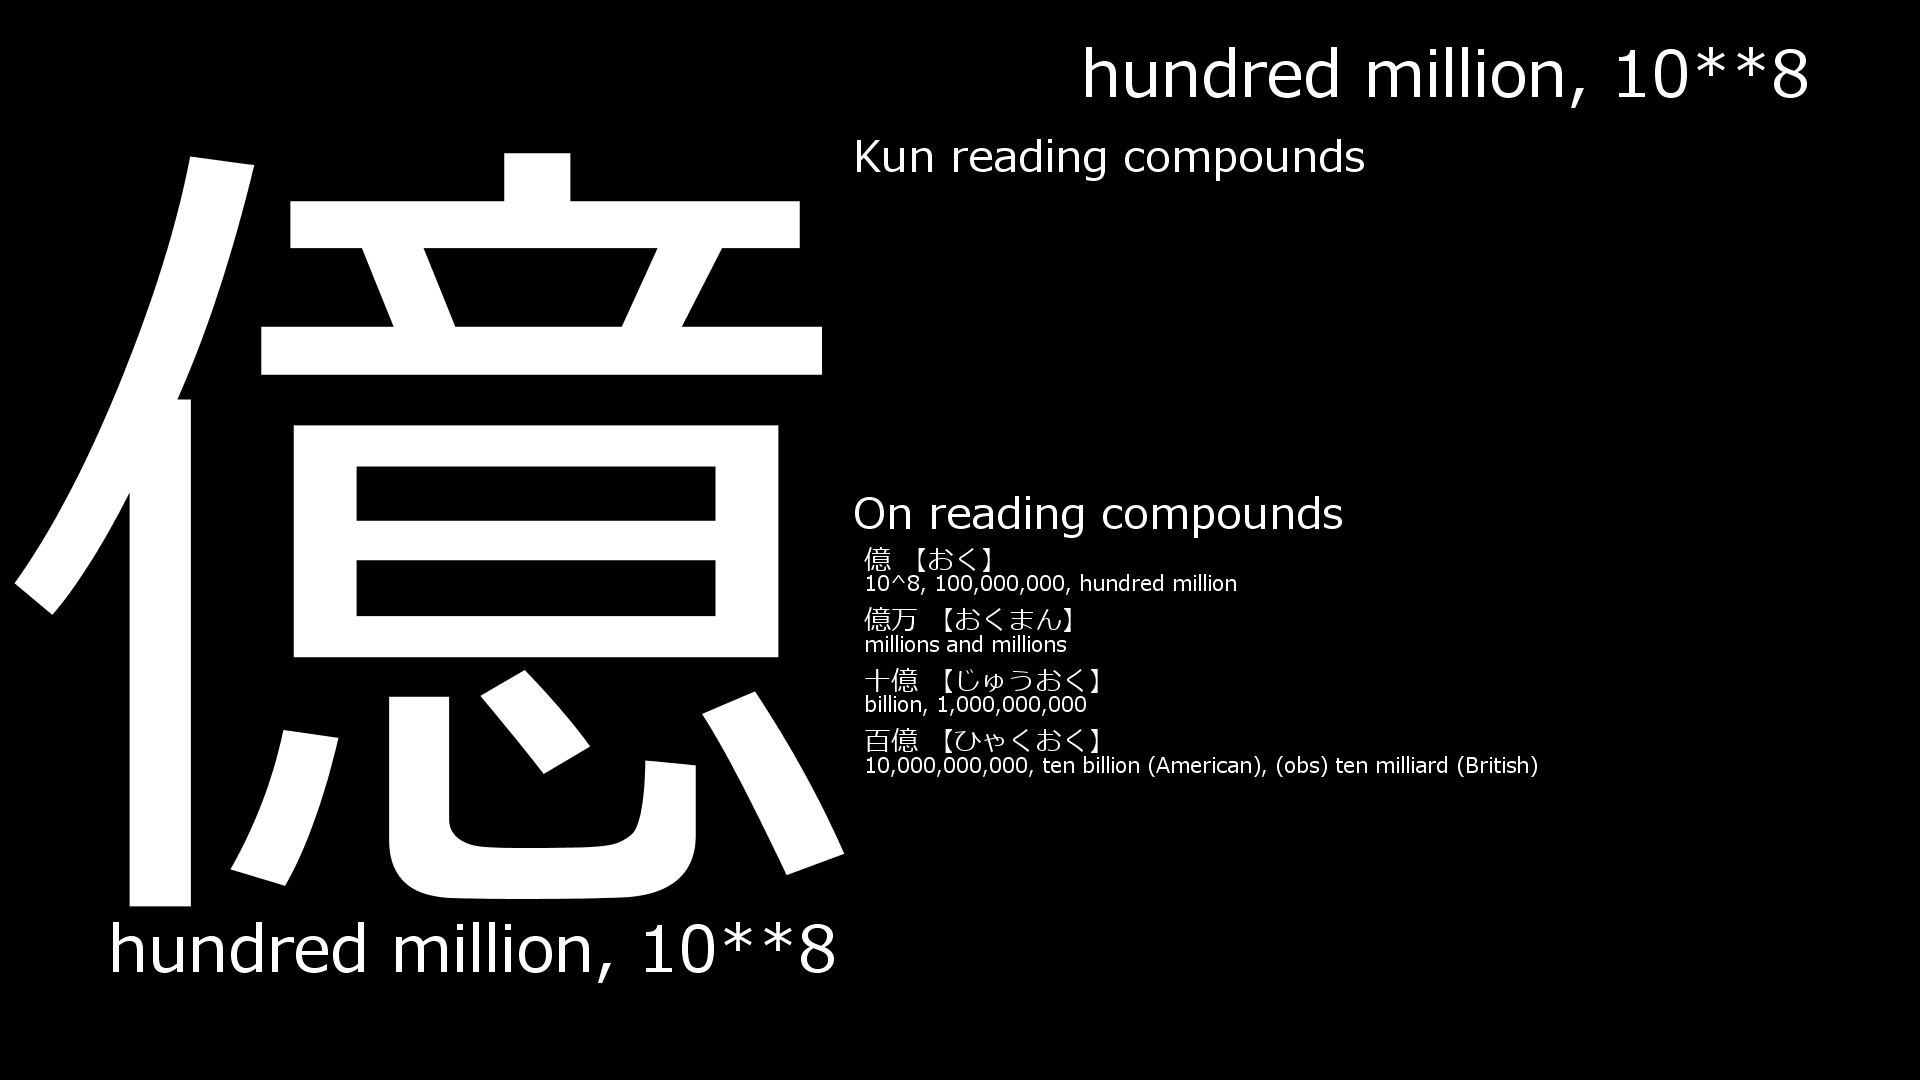 億
hundred million, 10**8
hundred million, 10**8
Kun reading compounds
On reading compounds
億 【おく】
10^8, 100,000,000, hundred million
億万 【おくまん】
millions and millions
十億 【じゅうおく】
billion, 1,000,000,000
百億 【ひゃくおく】
10,000,000,000, ten billion (American), (obs) ten milliard (British)